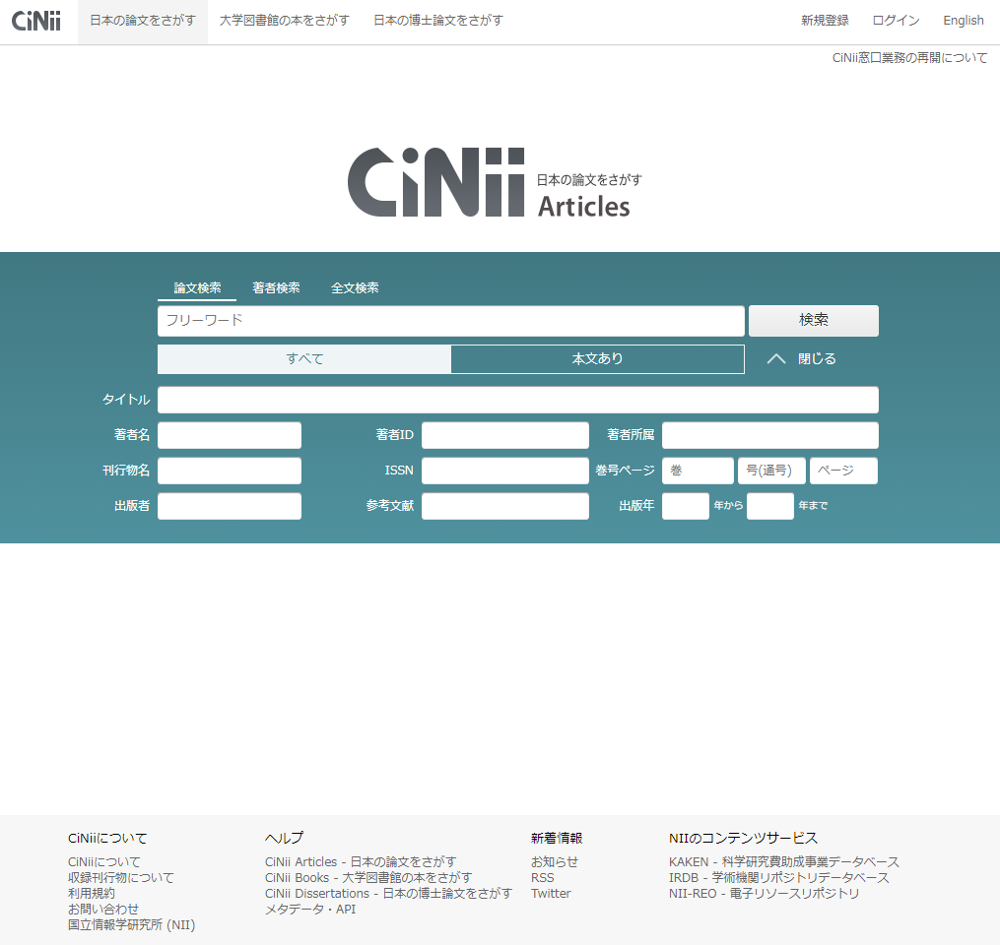 CiNii 日本の論文をさがす 大学図書館の本をさがす 日本の博士論文をさがす 新規登録 ログイン English
CiNii窓口業務の再開について
CiNii 日本の論文をさがす
Articles
論文検索 著者検索 全文検索
フリーワード 検索
すべて 本文あり 閉じる
タイトル
著者名 著者ID 著者所属
刊行物名 ISSN 巻号ページ 巻 号(通号) ページ
出版者 参考文献 出版年 年から 年まで
CiNiiについて
CiNiiについて
収録刊行物について
利用規約
お問い合わせ
国立情報学研究所 (NII)
ヘルプ
CiNii Articles - 日本の論文をさがす
CiNii Books - 大学図書館の本をさがす
CiNii Dissertations - 日本の博士論文をさがす
メタデータ・API
新着情報
お知らせ
RSS
Twitter
NIIのコンテンツサービス
KAKEN - 科学研究費助成事業データベース
IRDB - 学術機関リポジトリデータベース
NII-REO - 電子リソースリポジトリ